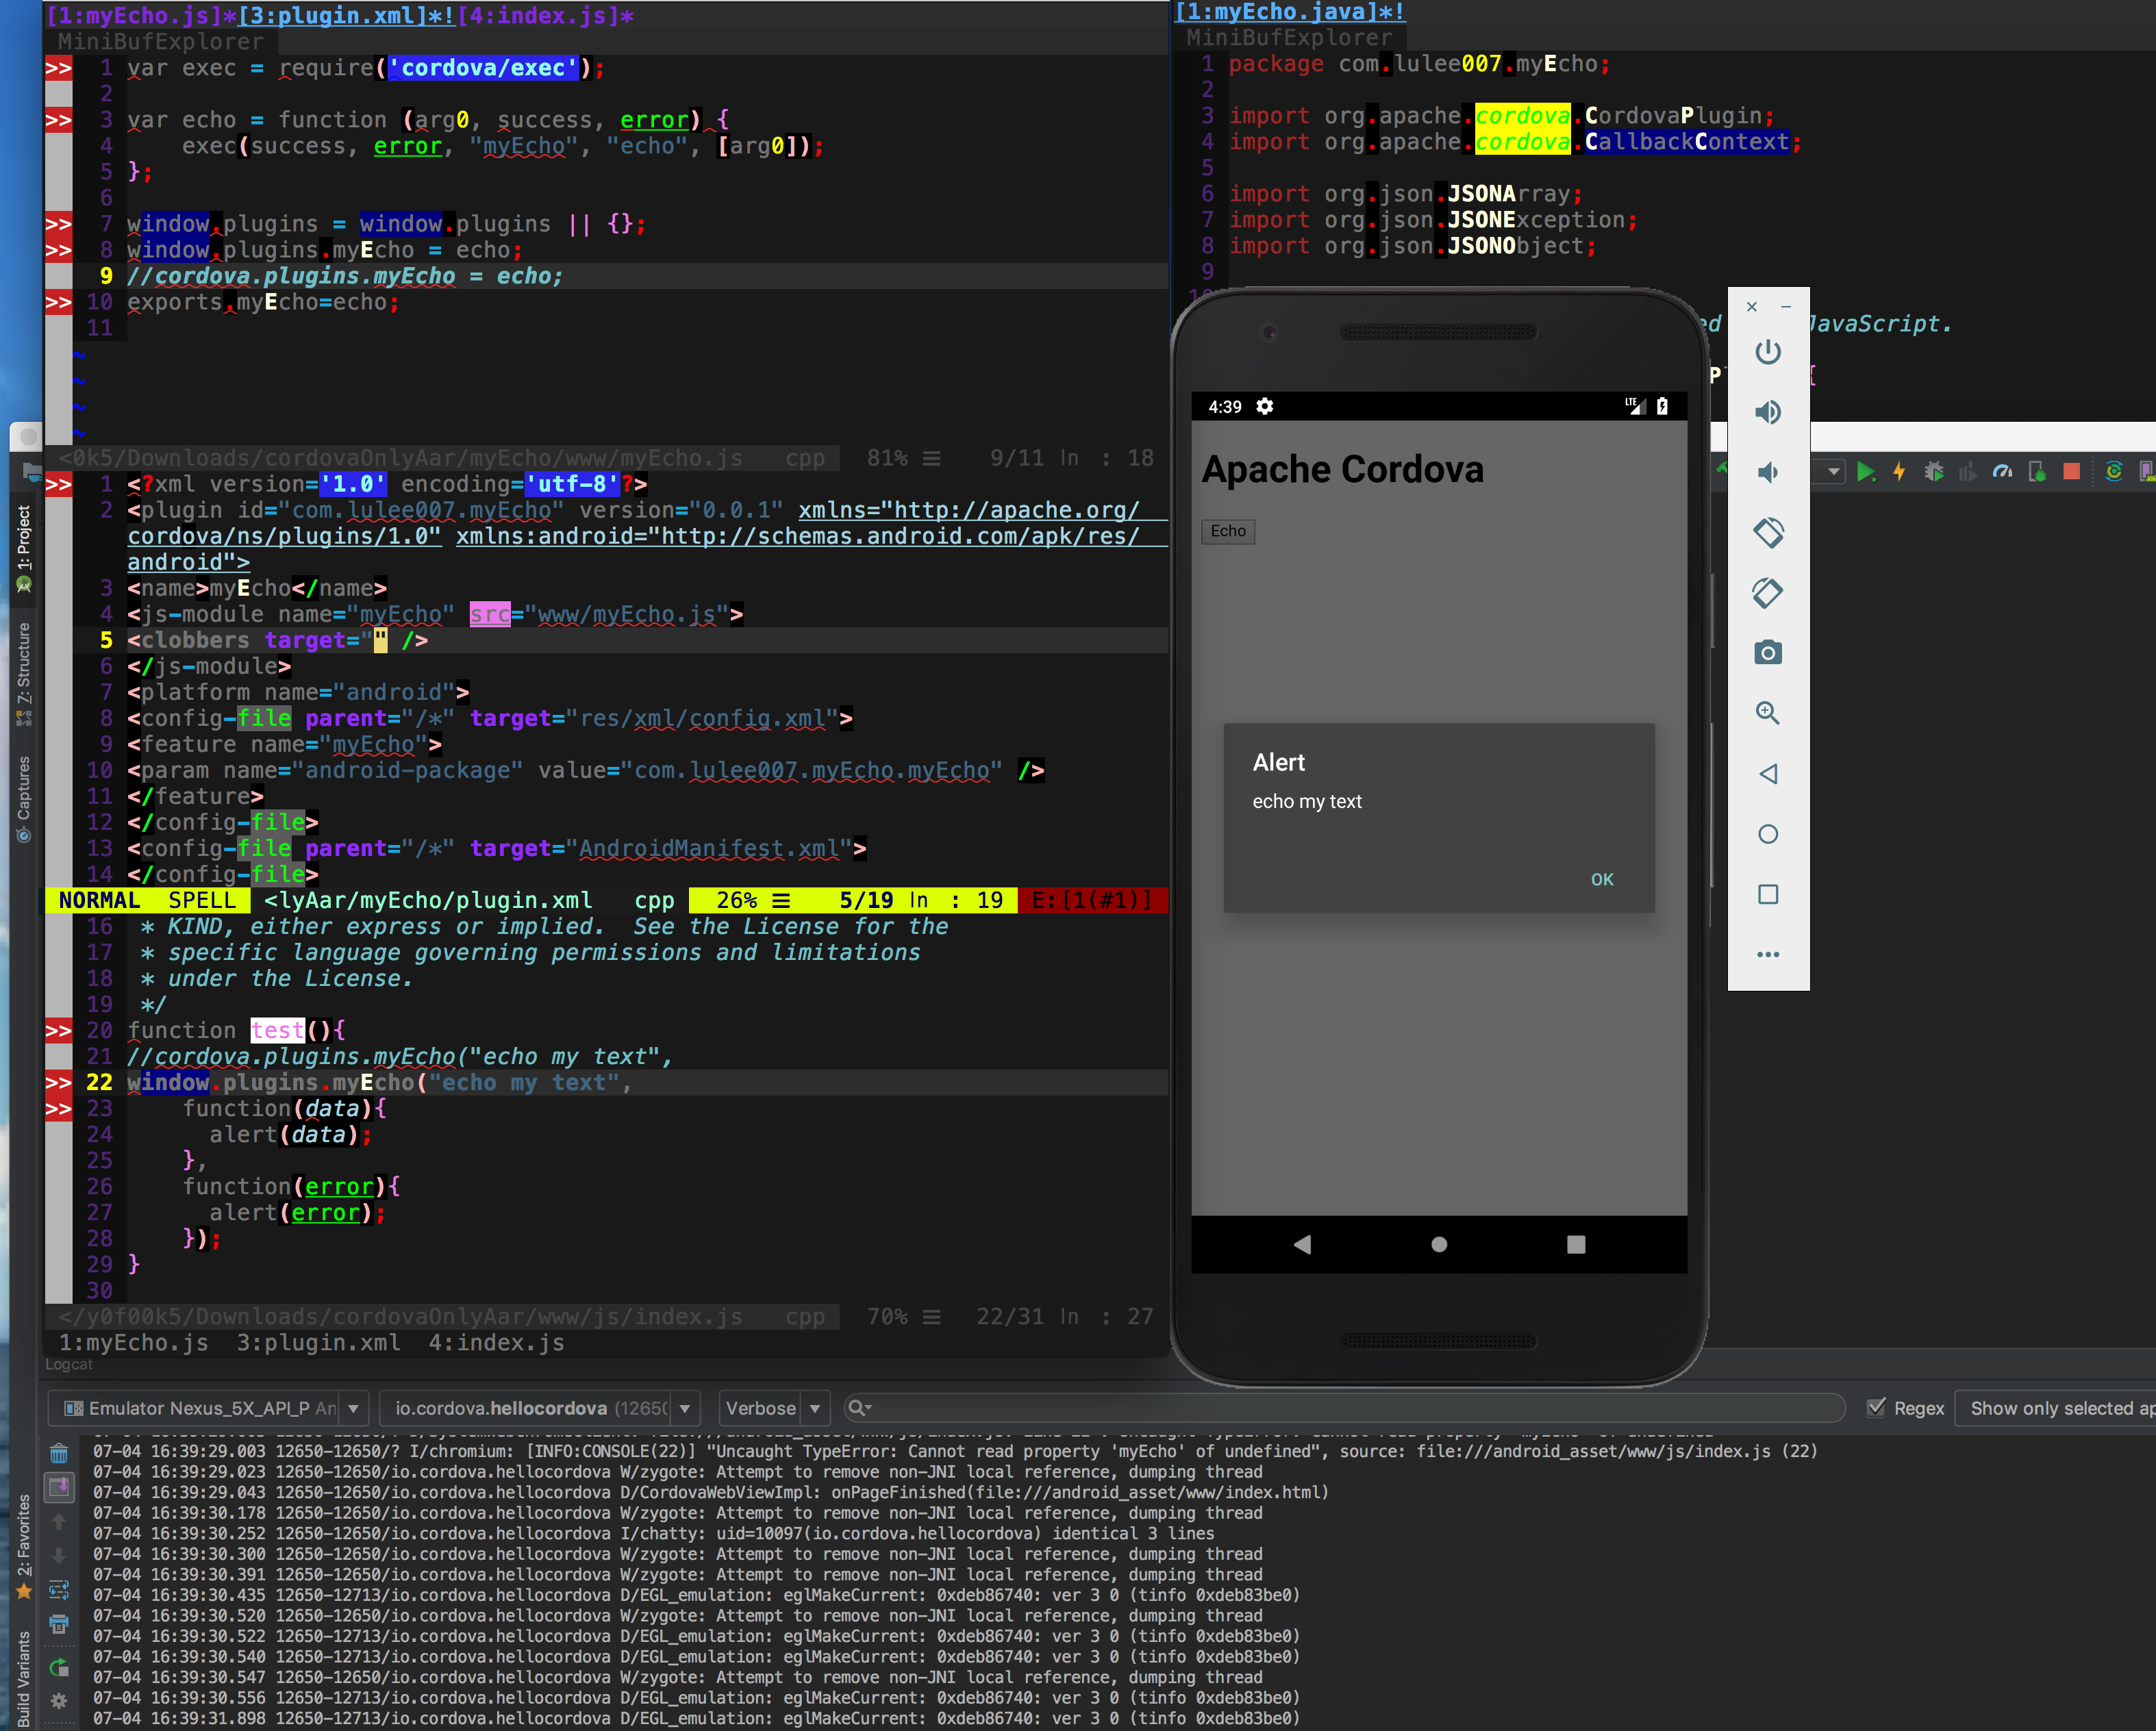 [1:myEcho.js]*[3:plugin.xml]*![4:index.js]*
MiniBufExplorer
>> 1 var exec = require('cordova/exec');
2
>> 3 var echo = function (arg0, success, error) {
4 exec(success, error, "myEcho", "echo", [arg0]);
5 };
6
>> 7 window.plugins = window.plugins || {};
>> 8 window.plugins.myEcho = echo;
9 //cordova.plugins.myEcho = echo;
>> 10 exports.myEcho=echo;
11
~
~
~
~
<0k5/Downloads/cordovaOnlyAar/myEcho/www/myEcho.js cpp 81% ☰ 9/11 ln : 18
>> 1 <?xml version='1.0' encoding='utf-8'?>
2 <plugin id="com.lulee007.myEcho" version="0.0.1" xmlns="http://apache.org/
cordova/ns/plugins/1.0" xmlns:android="http://schemas.android.com/apk/res/
android">
3 <name>myEcho</name>
4 <js-module name="myEcho" src="www/myEcho.js">
5 <clobbers target="" />
6 </js-module>
7 <platform name="android">
8 <config-file parent="/*" target="res/xml/config.xml">
9 <feature name="myEcho">
10 <param name="android-package" value="com.lulee007.myEcho.myEcho" />
11 </feature>
12 </config-file>
13 <config-file parent="/*" target="AndroidManifest.xml">
14 </config-file>
NORMAL SPELL <lyAar/myEcho/plugin.xml cpp 26% ☰ 5/19 ln : 19 E:[1(#1)]
16 * KIND, either express or implied.  See the License for the
17 * specific language governing permissions and limitations
18 * under the License.
19 */
>> 20 function test(){
21 //cordova.plugins.myEcho("echo my text",
>> 22 window.plugins.myEcho("echo my text",
>> 23 function(data){
24 alert(data);
25 },
26 function(error){
27 alert(error);
28 });
29 }
30
</y0f00k5/Downloads/cordovaOnlyAar/www/js/index.js cpp 70% ☰ 22/31 ln : 27
1:myEcho.js 3:plugin.xml 4:index.js
[1:myEcho.java]*!
MiniBufExplorer
1 package com.lulee007.myEcho;
2
3 import org.apache.cordova.CordovaPlugin;
4 import org.apache.cordova.CallbackContext;
5
6 import org.json.JSONArray;
7 import org.json.JSONException;
8 import org.json.JSONObject;
9
10
ed JavaScript.
{
4:39 LTE
Apache Cordova
Echo
Alert
echo my text
OK
1: Project
7: Structure
Captures
2: Favorites
Build Variants
Logcat
Emulator Nexus_5X_API_P An
io.cordova.hellocordova (12650
Verbose
Regex
Show only selected ap
07-04 16:39:29.003 12650-12650/? I/chromium: [INFO:CONSOLE(22)] "Uncaught TypeError: Cannot read property 'myEcho' of undefined", source: file:///android_asset/www/js/index.js (22)
07-04 16:39:29.023 12650-12650/io.cordova.hellocordova W/zygote: Attempt to remove non-JNI local reference, dumping thread
07-04 16:39:29.043 12650-12650/io.cordova.hellocordova D/CordovaWebViewImpl: onPageFinished(file:///android_asset/www/index.html)
07-04 16:39:30.178 12650-12650/io.cordova.hellocordova W/zygote: Attempt to remove non-JNI local reference, dumping thread
07-04 16:39:30.252 12650-12650/io.cordova.hellocordova I/chatty: uid=10097(io.cordova.hellocordova) identical 3 lines
07-04 16:39:30.300 12650-12650/io.cordova.hellocordova W/zygote: Attempt to remove non-JNI local reference, dumping thread
07-04 16:39:30.391 12650-12650/io.cordova.hellocordova W/zygote: Attempt to remove non-JNI local reference, dumping thread
07-04 16:39:30.435 12650-12713/io.cordova.hellocordova D/EGL_emulation: eglMakeCurrent: 0xdeb86740: ver 3 0 (tinfo 0xdeb83be0)
07-04 16:39:30.520 12650-12650/io.cordova.hellocordova W/zygote: Attempt to remove non-JNI local reference, dumping thread
07-04 16:39:30.522 12650-12713/io.cordova.hellocordova D/EGL_emulation: eglMakeCurrent: 0xdeb86740: ver 3 0 (tinfo 0xdeb83be0)
07-04 16:39:30.540 12650-12713/io.cordova.hellocordova D/EGL_emulation: eglMakeCurrent: 0xdeb86740: ver 3 0 (tinfo 0xdeb83be0)
07-04 16:39:30.547 12650-12650/io.cordova.hellocordova W/zygote: Attempt to remove non-JNI local reference, dumping thread
07-04 16:39:30.556 12650-12713/io.cordova.hellocordova D/EGL_emulation: eglMakeCurrent: 0xdeb86740: ver 3 0 (tinfo 0xdeb83be0)
07-04 16:39:31.898 12650-12713/io.cordova.hellocordova D/EGL_emulation: eglMakeCurrent: 0xdeb86740: ver 3 0 (tinfo 0xdeb83be0)